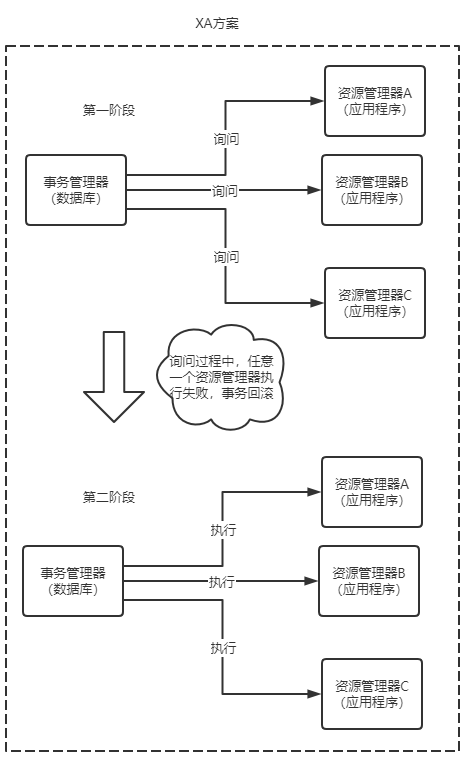 XA方案
第一阶段
资源管理器A
(应用程序)
询问
事务管理器
(数据库)
询问
资源管理器B
(应用程序)
询问
资源管理器C
(应用程序)
询问过程中，任意
一个资源管理器执
行失败，事务回滚
第二阶段
资源管理器A
(应用程序)
执行
事务管理器
(数据库)
执行
资源管理器B
(应用程序)
执行
资源管理器C
(应用程序)